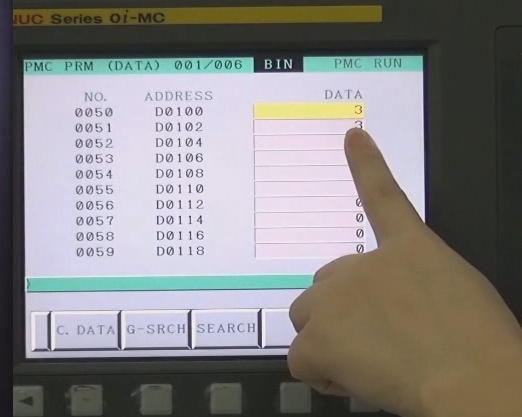 UC Series 0i-MC
PMC PRM (DATA) 001/006 BIN PMC RUN
NO. ADDRESS DATA
0050 D0100 3
0051 D0102 3
0052 D0104
0053 D0106
0054 D0108
0055 D0110
0056 D0112 0
0057 D0114 0
0058 D0116 0
0059 D0118 0
)
C. DATA G-SRCH SEARCH